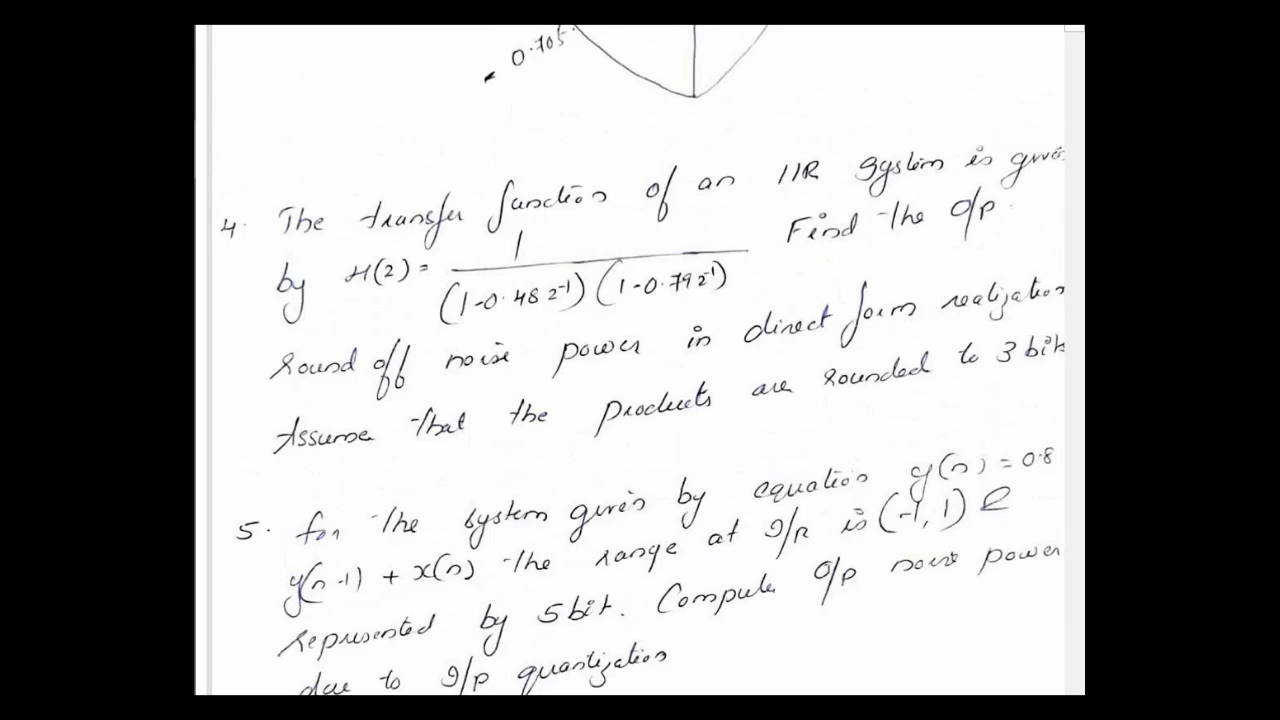 0.705
4. The transfer function of an IIR system is given
by H(z) = 1 / (1-0.48z⁻¹) (1-0.79z⁻¹) Find the O/P
round off noise power in direct form realization
Assume that the products are rounded to 3 bit
5. for the system given by equation y(n) = 0.8
y(n-1) + x(n) the range at I/P is (-1, 1) &
represented by 5bit. Compute O/P noise power
due to I/P quantization